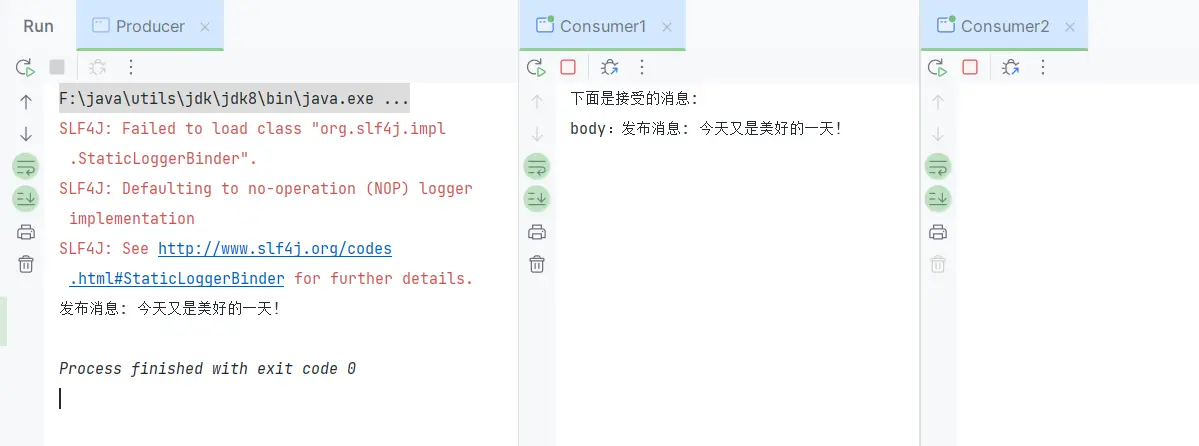 Run
Producer
Consumer1
Consumer2
F:\java\utils\jdk\jdk8\bin\java.exe ...
SLF4J: Failed to load class "org.slf4j.impl
.StaticLoggerBinder".
SLF4J: Defaulting to no-operation (NOP) logger
implementation
SLF4J: See http://www.slf4j.org/codes
.html#StaticLoggerBinder for further details.
发布消息: 今天又是美好的一天!
Process finished with exit code 0
下面是接受的消息:
body：发布消息: 今天又是美好的一天!